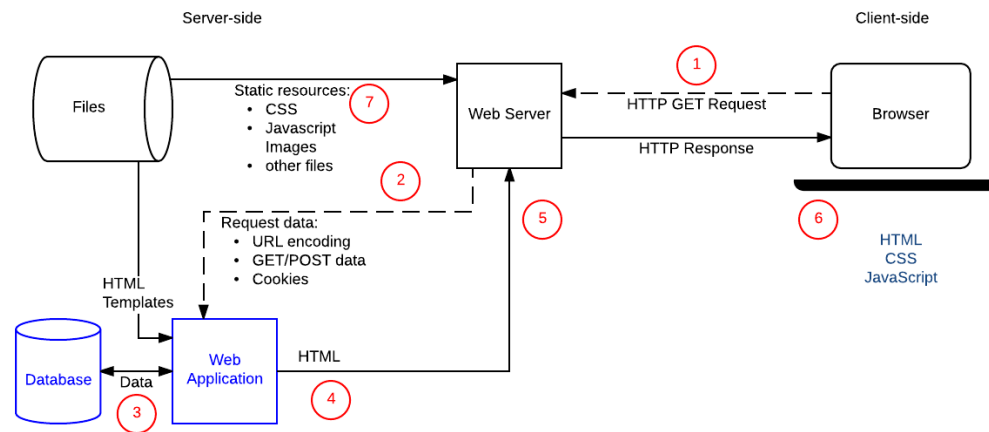 Server-side
Client-side
Files
Static resources:
• CSS
• Javascript
Images
• other files
7
Web Server
1
HTTP GET Request
HTTP Response
Browser
2
Request data:
• URL encoding
• GET/POST data
• Cookies
5
6
HTML
CSS
JavaScript
HTML
Templates
Database
Data
3
Web
Application
HTML
4